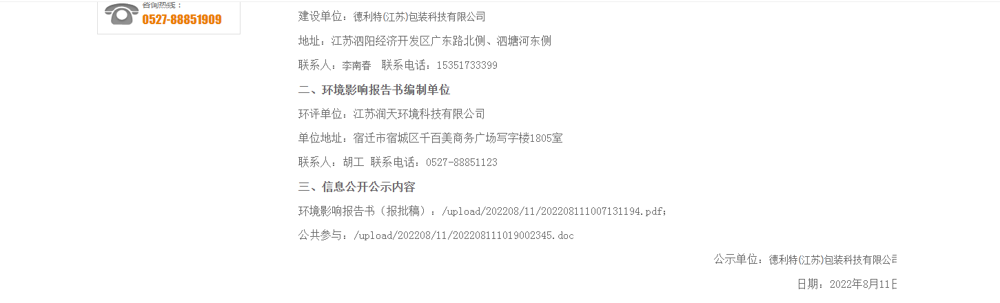 咨询热线：
0527-88851909
建设单位：德利特(江苏)包装科技有限公司
地址：江苏泗阳经济开发区广东路北侧、泗塘河东侧
联系人：李南春 联系电话：15351733399
二、环境影响报告书编制单位
环评单位：江苏润天环境科技有限公司
单位地址：宿迁市宿城区千百美商务广场写字楼1805室
联系人：胡工 联系电话：0527-88851123
三、信息公开公示内容
环境影响报告书（报批稿）：/upload/202208/11/202208111007131194.pdf；
公共参与：/upload/202208/11/202208111019002345.doc
公示单位：德利特(江苏)包装科技有限公司
日期：2022年8月11日